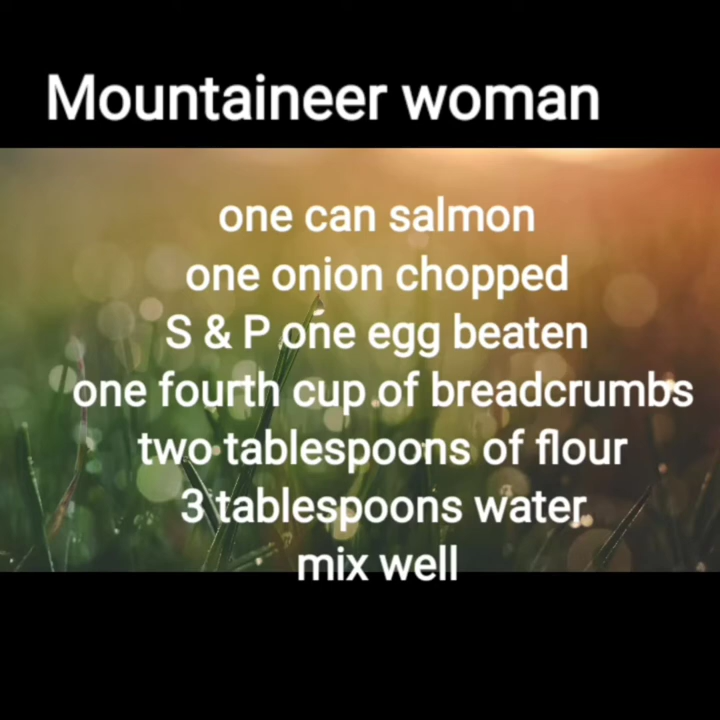 Mountaineer woman
one can salmon
one onion chopped
S & P one egg beaten
one fourth cup of breadcrumbs
two tablespoons of flour
3 tablespoons water
mix well